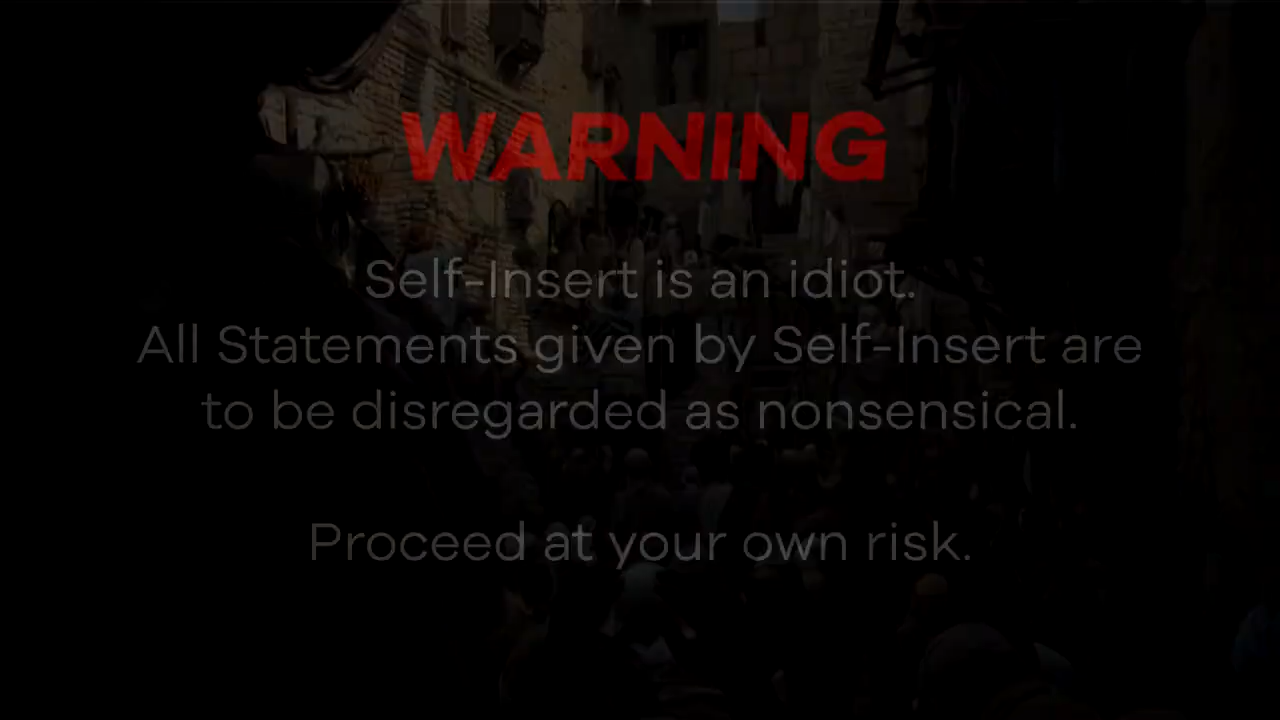 WARNING
Self-Insert is an idiot.
All Statements given by Self-Insert are
to be disregarded as nonsensical.
Proceed at your own risk.